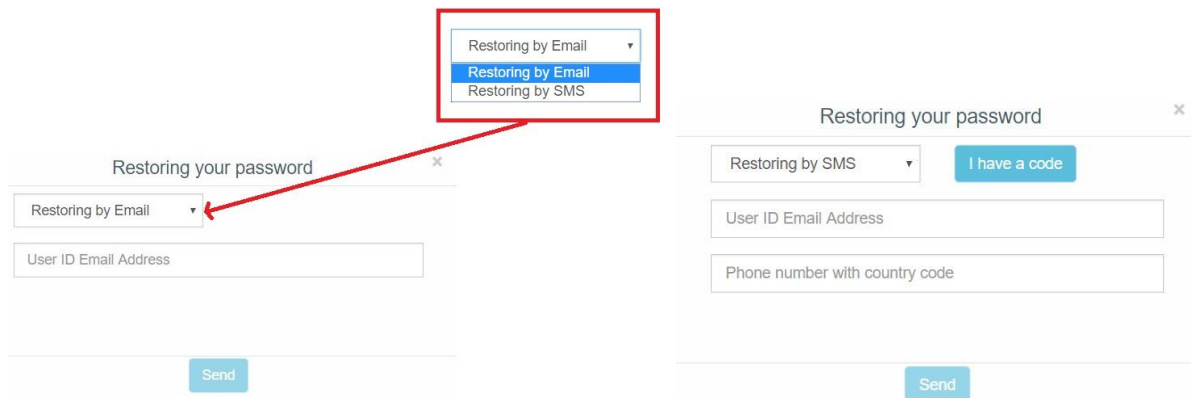 Restoring by Email
Restoring by Email
Restoring by SMS
Restoring your password
×
Restoring by Email
User ID Email Address
Send
Restoring your password
×
Restoring by SMS
I have a code
User ID Email Address
Phone number with country code
Send